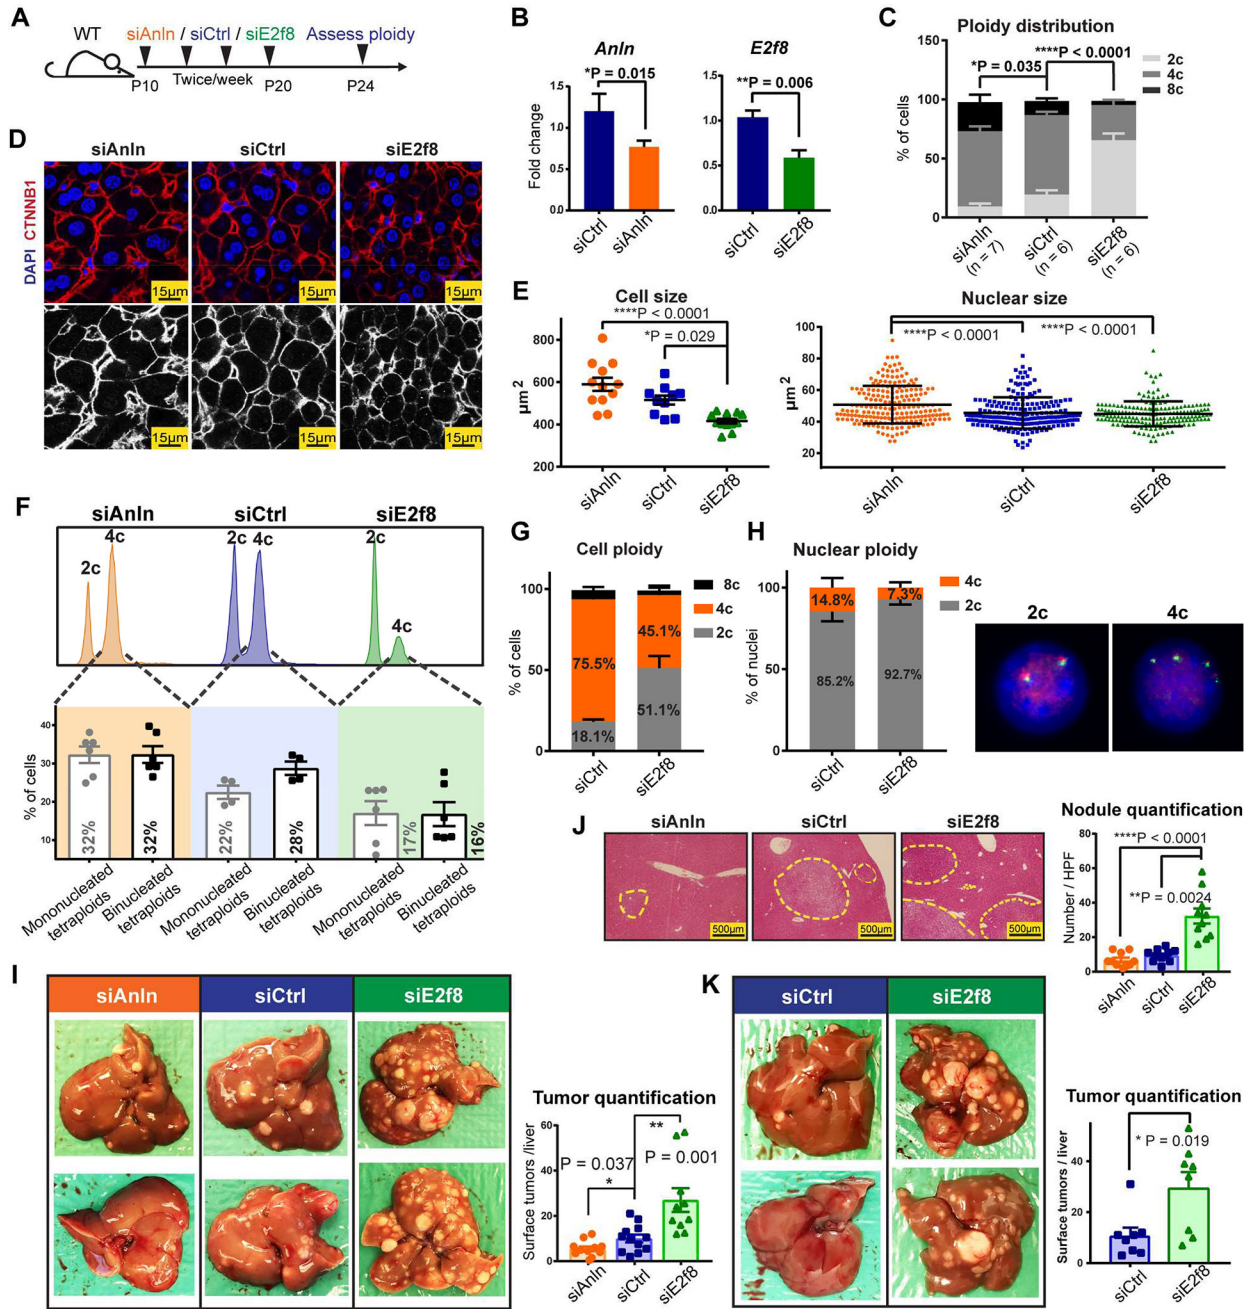 A
WT
siAnln / siCtrl / siE2f8
Assess ploidy
Twice/week
P10
P20
P24
B
Anln
E2f8
*P = 0.015
**P = 0.006
Fold change
1.5
1.0
0.5
0.0
1.5
1.0
0.5
0.0
siCtrl
siAnln
siCtrl
siE2f8
C
Ploidy distribution
****P < 0.0001
*P = 0.035
2c
4c
8c
% of cells
150
100
50
0
siAnln
(n = 7)
siCtrl
(n = 6)
siE2f8
(n = 6)
D
siAnln
siCtrl
siE2f8
DAPI CTNNB1
15µm
15µm
15µm
15µm
15µm
15µm
E
Cell size
****P < 0.0001
*P = 0.029
µm²
800
600
400
200
siAnln
siCtrl
siE2f8
Nuclear size
****P < 0.0001
****P < 0.0001
µm²
100
80
60
40
20
siAnln
siCtrl
siE2f8
F
siAnln
siCtrl
siE2f8
2c
4c
2c
4c
2c
4c
% of cells
40
30
20
10
32%
32%
22%
28%
17%
16%
Mononucleated
tetraploids
Binucleated
tetraploids
Mononucleated
tetraploids
Binucleated
tetraploids
Mononucleated
tetraploids
Binucleated
tetraploids
G
Cell ploidy
8c
4c
2c
% of cells
100
50
0
75.5%
18.1%
45.1%
51.1%
siCtrl
siE2f8
H
Nuclear ploidy
4c
2c
% of nuclei
100
50
0
14.8%
85.2%
7.3%
92.7%
siCtrl
siE2f8
2c
4c
J
siAnln
siCtrl
siE2f8
500µm
500µm
500µm
Nodule quantification
****P < 0.0001
**P = 0.0024
Number / HPF
80
60
40
20
0
siAnln
siCtrl
siE2f8
I
siAnln
siCtrl
siE2f8
Tumor quantification
**
P = 0.001
P = 0.037
*
Surface tumors /liver
60
40
20
0
siAnln
siCtrl
siE2f8
K
siCtrl
siE2f8
Tumor quantification
* P = 0.019
Surface tumors / liver
40
20
0
siCtrl
siE2f8